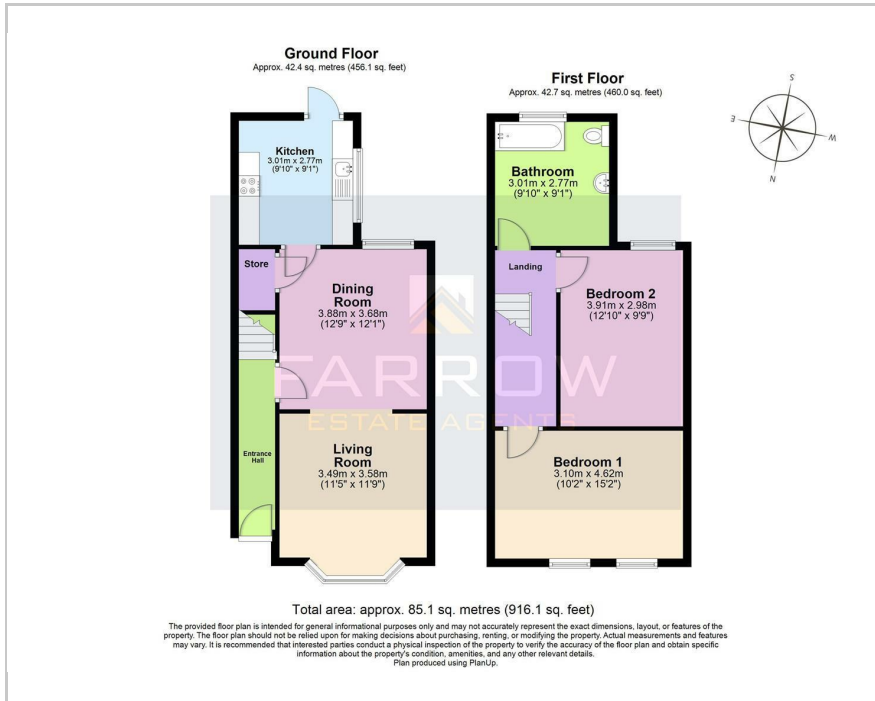 Ground Floor
Approx. 42.4 sq. metres (456.1 sq. feet)
Kitchen
3.01m x 2.77m
(9'10" x 9'1")
Store
Dining
Room
3.88m x 3.68m
(12'9" x 12'1")
Entrance
Hall
Living
Room
3.49m x 3.58m
(11'5" x 11'9")
First Floor
Approx. 42.7 sq. metres (460.0 sq. feet)
Bathroom
3.01m x 2.77m
(9'10" x 9'1")
Landing
Bedroom 2
3.91m x 2.98m
(12'10" x 9'9")
Bedroom 1
3.10m x 4.62m
(10'2" x 15'2")
S
E
W
N
FARROW
ESTATE AGENTS
Total area: approx. 85.1 sq. metres (916.1 sq. feet)
The provided floor plan is intended for general informational purposes only and may not accurately represent the exact dimensions, layout, or features of the
property. The floor plan should not be relied upon for making decisions about purchasing, renting, or modifying the property. Actual measurements and features
may vary. It is recommended that interested parties conduct a physical inspection of the property to verify the accuracy of the floor plan and obtain specific
information about the property's condition, amenities, and any other relevant details.
Plan produced using PlanUp.